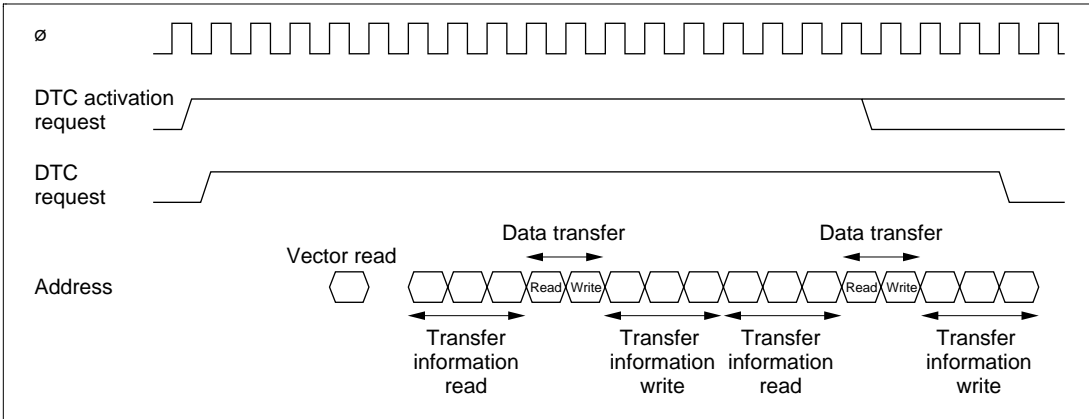 ø
DTC activation
request
DTC
request
Data transfer
Data transfer
Vector read
Address
Read
Write
Read
Write
Transfer
information
read
Transfer
information
write
Transfer
information
read
Transfer
information
write